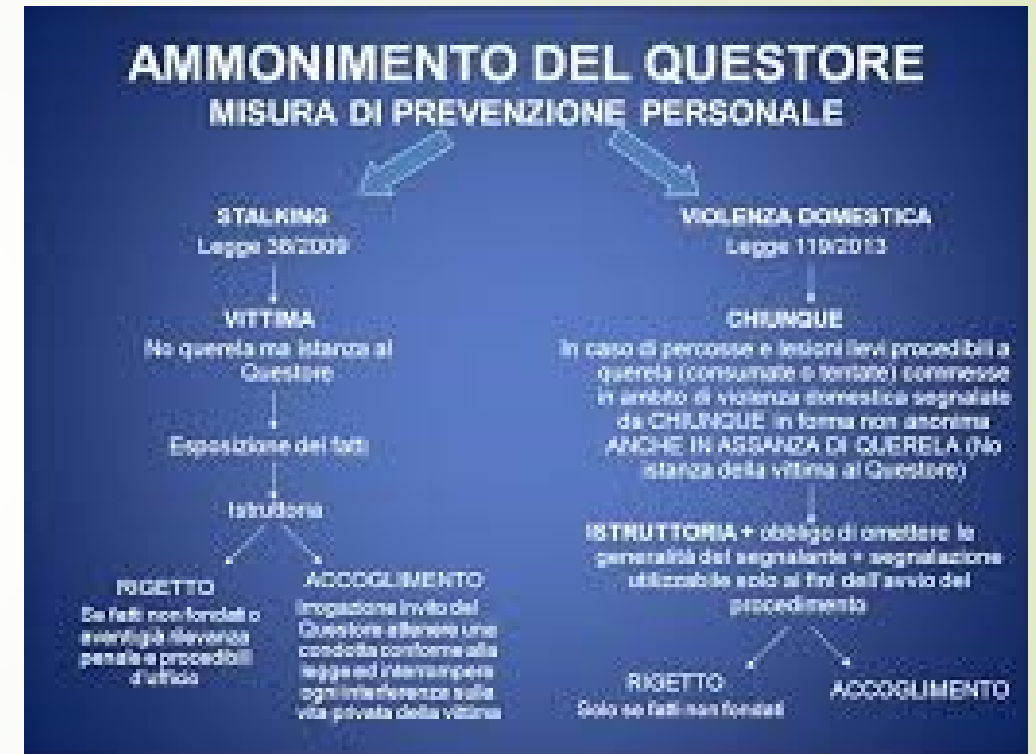 AMMONIMENTO DEL QUESTORE
MISURA DI PREVENZIONE PERSONALE
STALKING
Legge 38/2009
VITTIMA
No querela ma istanza al
Questore
Esposizione dei fatti
Istruttoria
RIGETTO
Se fatti non fondati o
aventi già rilevanza
penale e procedibili
d'ufficio
ACCOGLIMENTO
Irrogazione invito del
Questore a tenere una
condotta conforme alla
legge ed interrompere
ogni interferenza sulla
vita privata della vittima
VIOLENZA DOMESTICA
Legge 119/2013
CHIUNQUE
In caso di percosse e lesioni lievi procedibili a
querela (consumate o tentate) commesse
in ambito di violenza domestica segnalate
da CHIUNQUE in forma non anonima
ANCHE IN ASSANZA DI QUERELA (No
istanza della vittima al Questore)
ISTRUTTORIA + obbligo di omettere le
generalità del segnalante + segnalazione
utilizzabile solo ai fini dell'avvio del
procedimento
RIGETTO
Solo se fatti non fondati
ACCOGLIMENTO